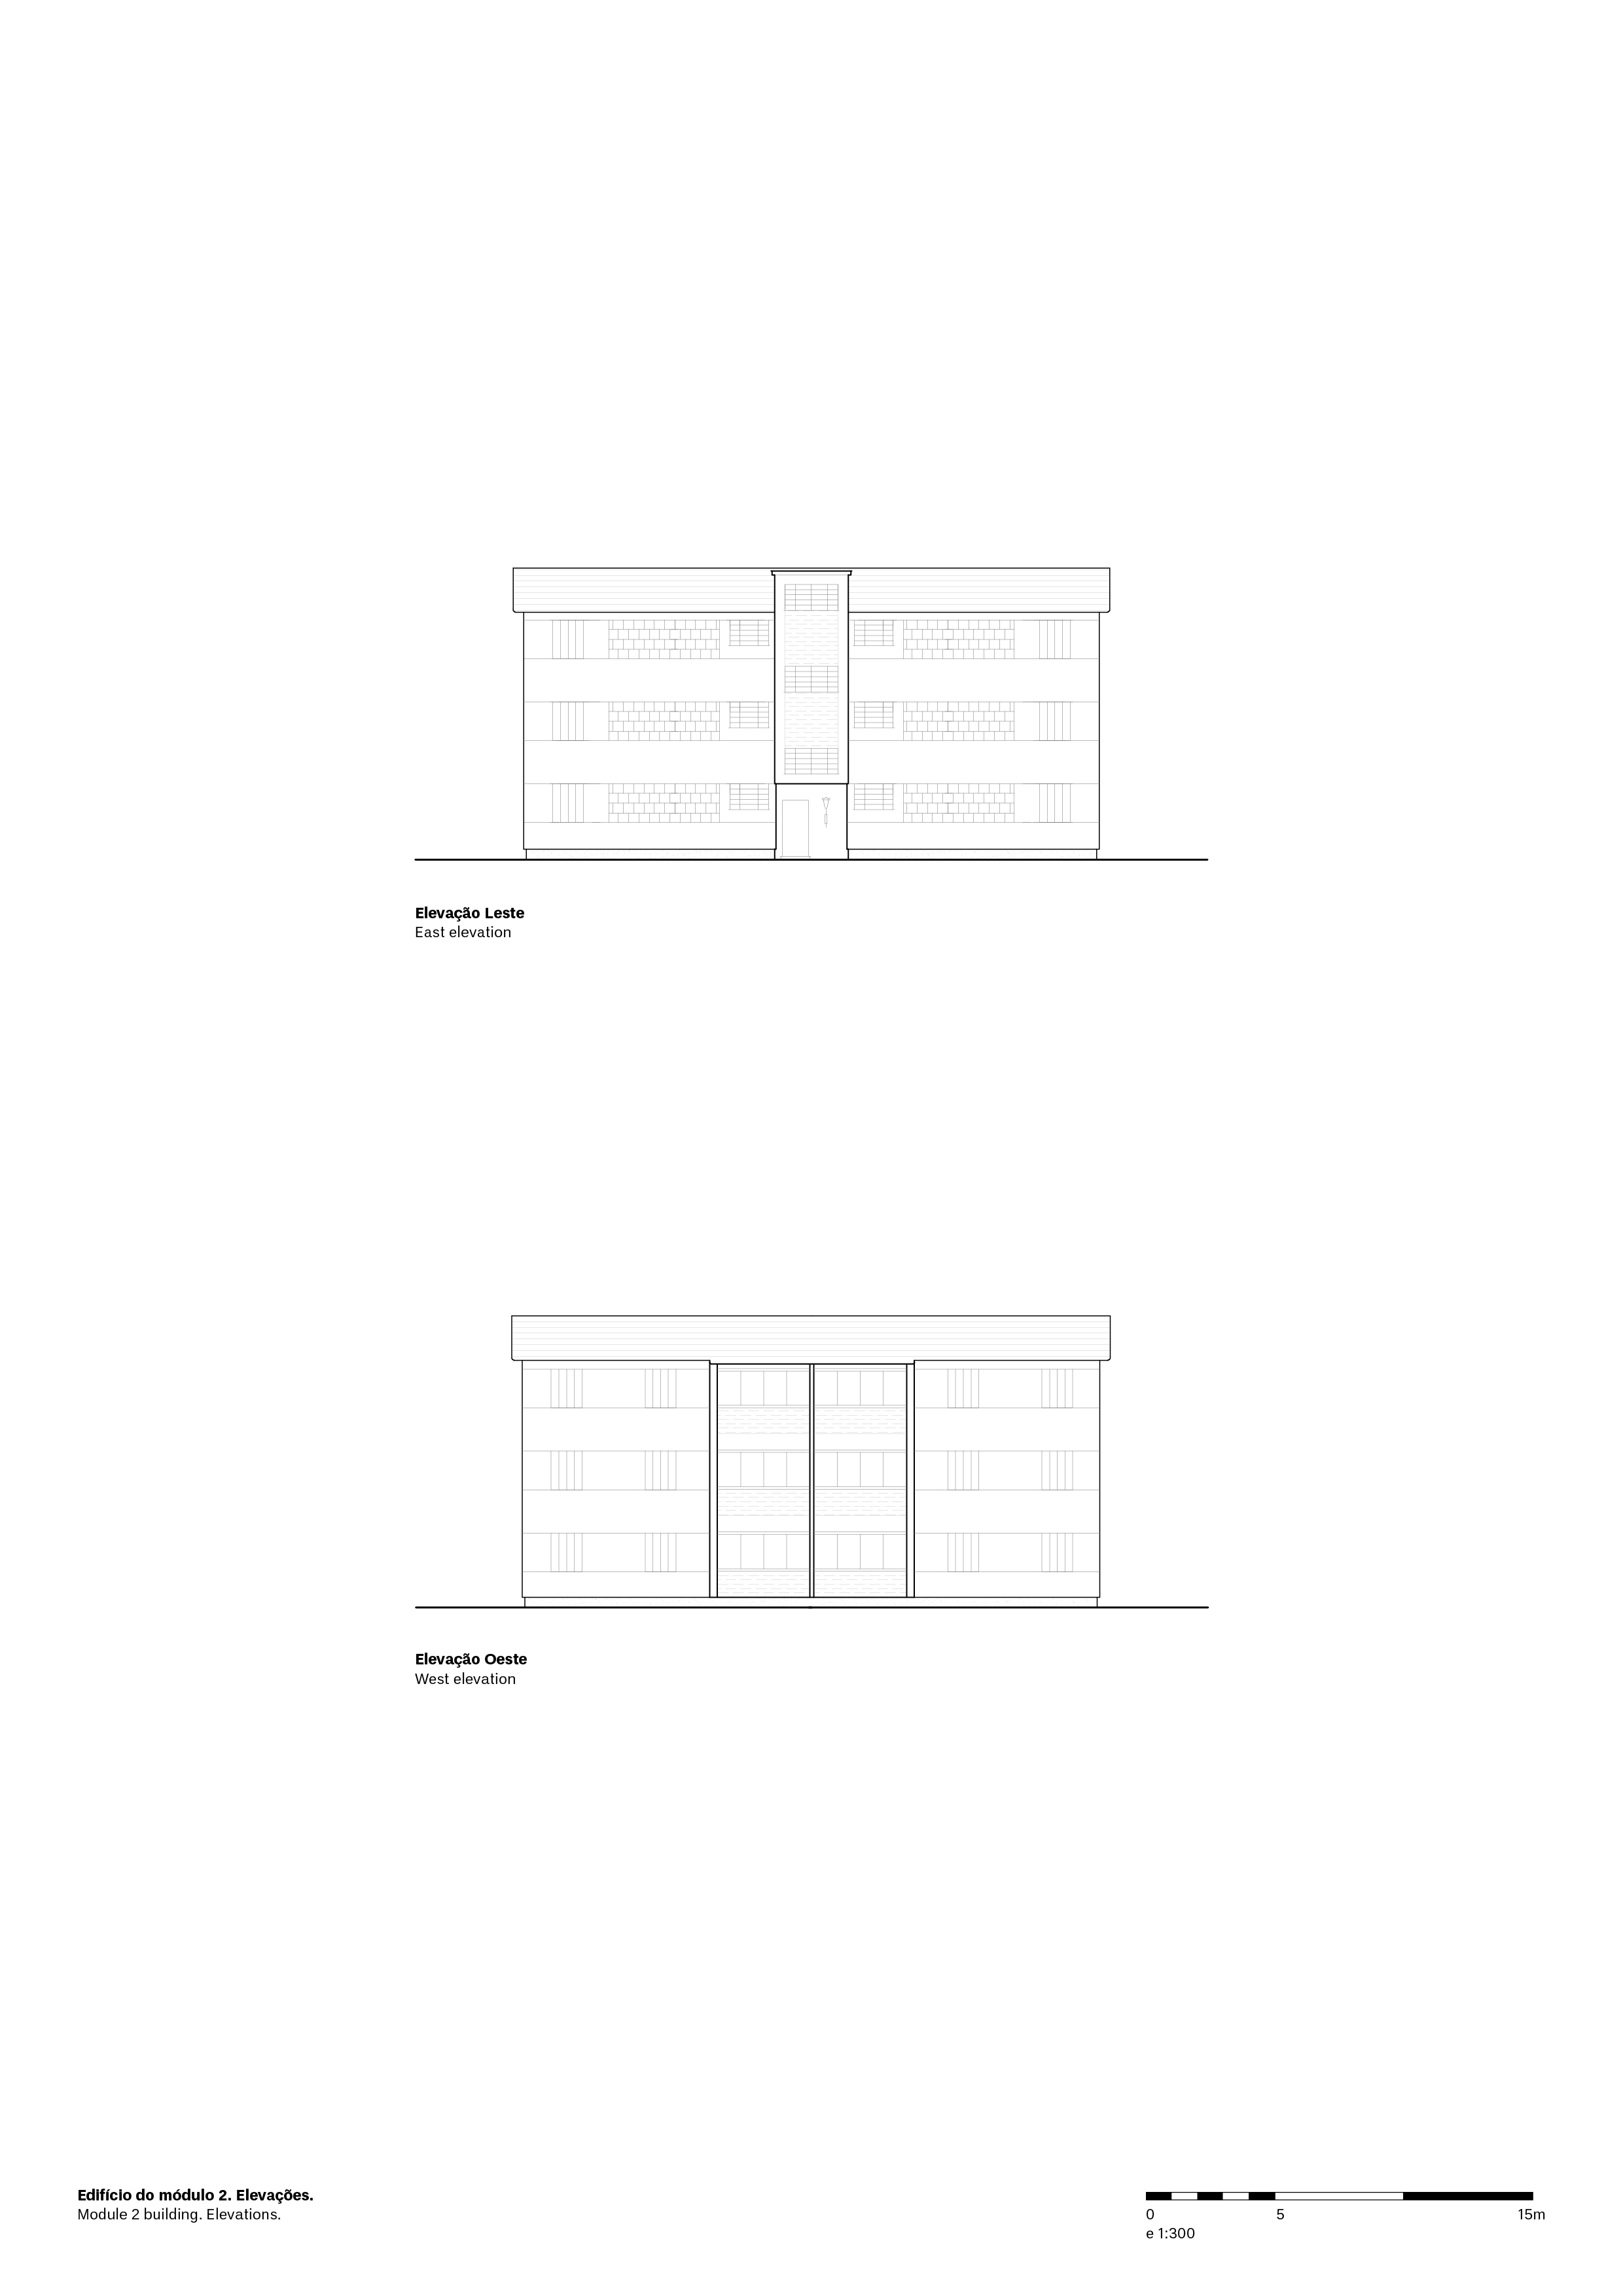 Elevação Leste
East elevation
Elevação Oeste
West elevation
Edifício do módulo 2. Elevações.
Module 2 building. Elevations.
0 5 15m
e 1:300